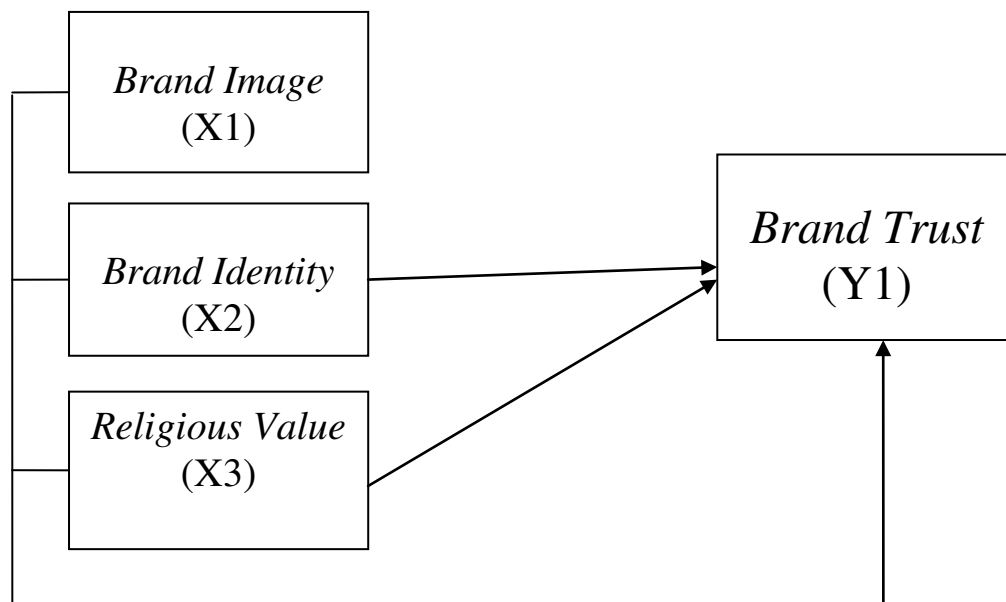 Brand Image
(X1)
Brand Identity
(X2)
Religious Value
(X3)
Brand Trust
(Y1)